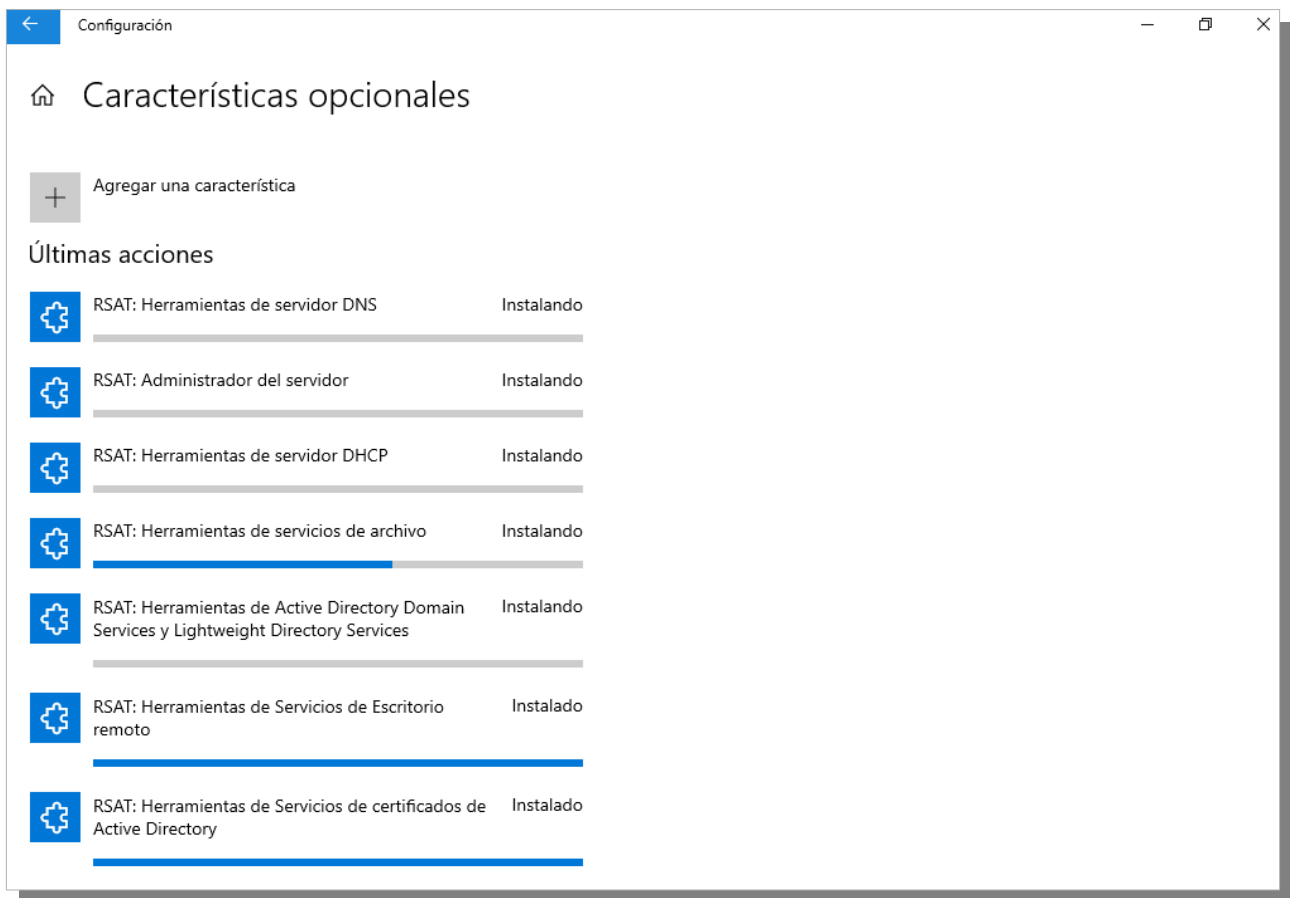 Configuración
Características opcionales
Agregar una característica
Últimas acciones
RSAT: Herramientas de servidor DNS Instalando
RSAT: Administrador del servidor Instalando
RSAT: Herramientas de servidor DHCP Instalando
RSAT: Herramientas de servicios de archivo Instalando
RSAT: Herramientas de Active Directory Domain Instalando
Services y Lightweight Directory Services
RSAT: Herramientas de Servicios de Escritorio Instalado
remoto
RSAT: Herramientas de Servicios de certificados de Instalado
Active Directory